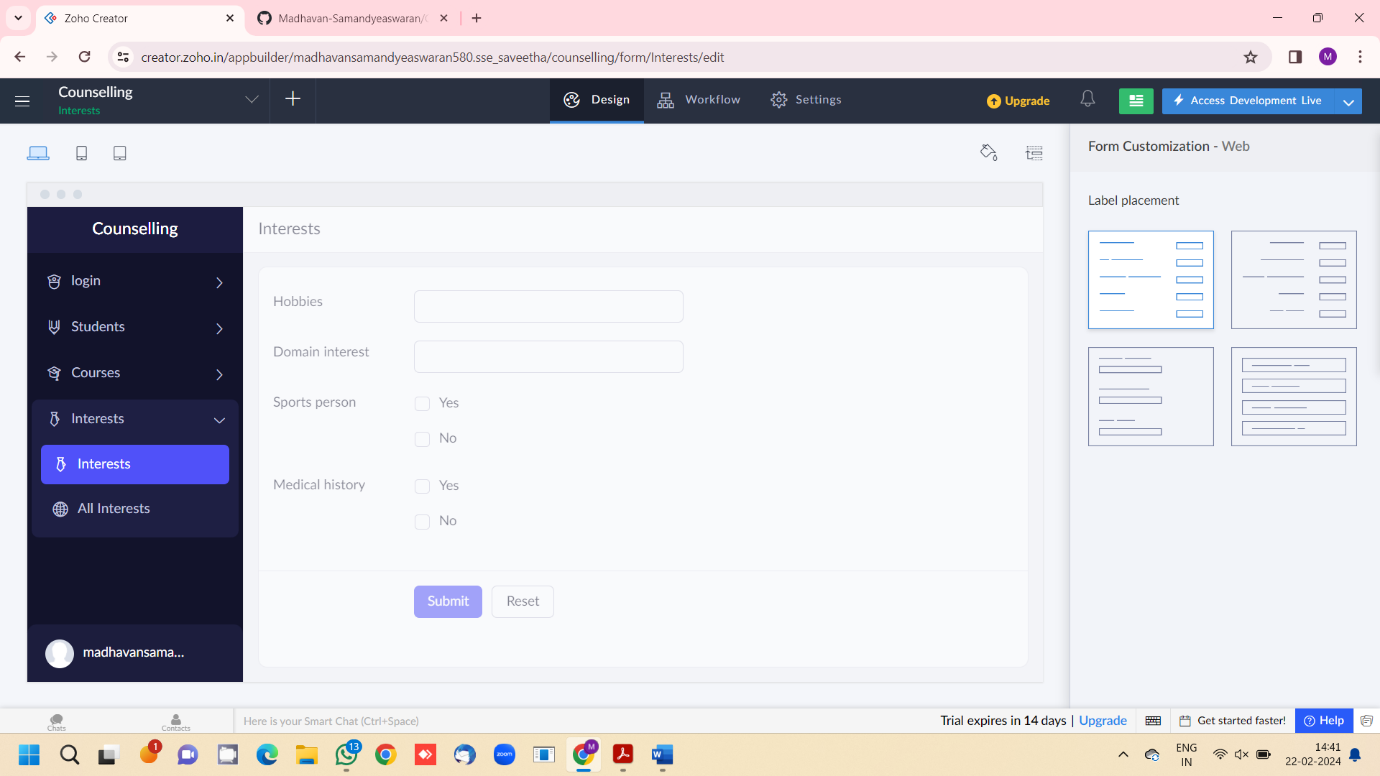 Zoho Creator
Madhavan-Samandyeaswaran/
creator.zoho.in/appbuilder/madhavansamandyeaswaran580.sse_saveetha/counselling/form/Interests/edit
M
Counselling
Interests
Design
Workflow
Settings
Upgrade
Access Development Live
Form Customization - Web
Label placement
Counselling
login
Students
Courses
Interests
Interests
All Interests
madhavansama...
Interests
Hobbies
Domain interest
Sports person
Yes
No
Medical history
Yes
No
Submit
Reset
Chats
Contacts
Here is your Smart Chat (Ctrl+Space)
Trial expires in 14 days | Upgrade
Get started faster!
Help
1
13
zoom
M
W
ENG
IN
14:41
22-02-2024